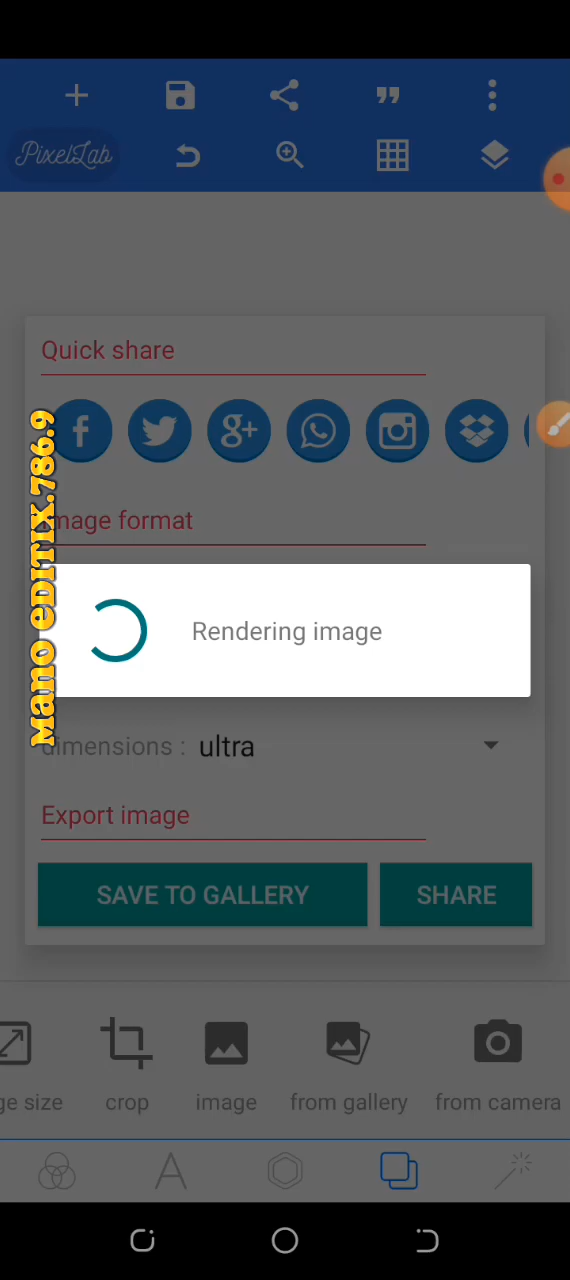 PixelLab
Quick share
g+
mano eDITIX.786.9
Image format
Rendering image
dimensions : ultra
Export image
SAVE TO GALLERY
SHARE
ge size
crop
image
from gallery
from camera